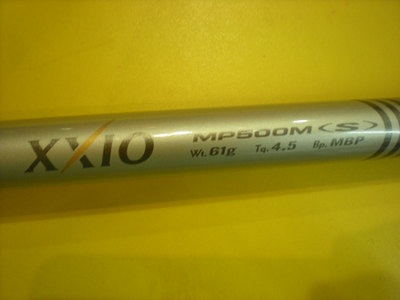 XXIO
MP500M <S>
Wt. 61g Tq. 4.5 Bp. MBP